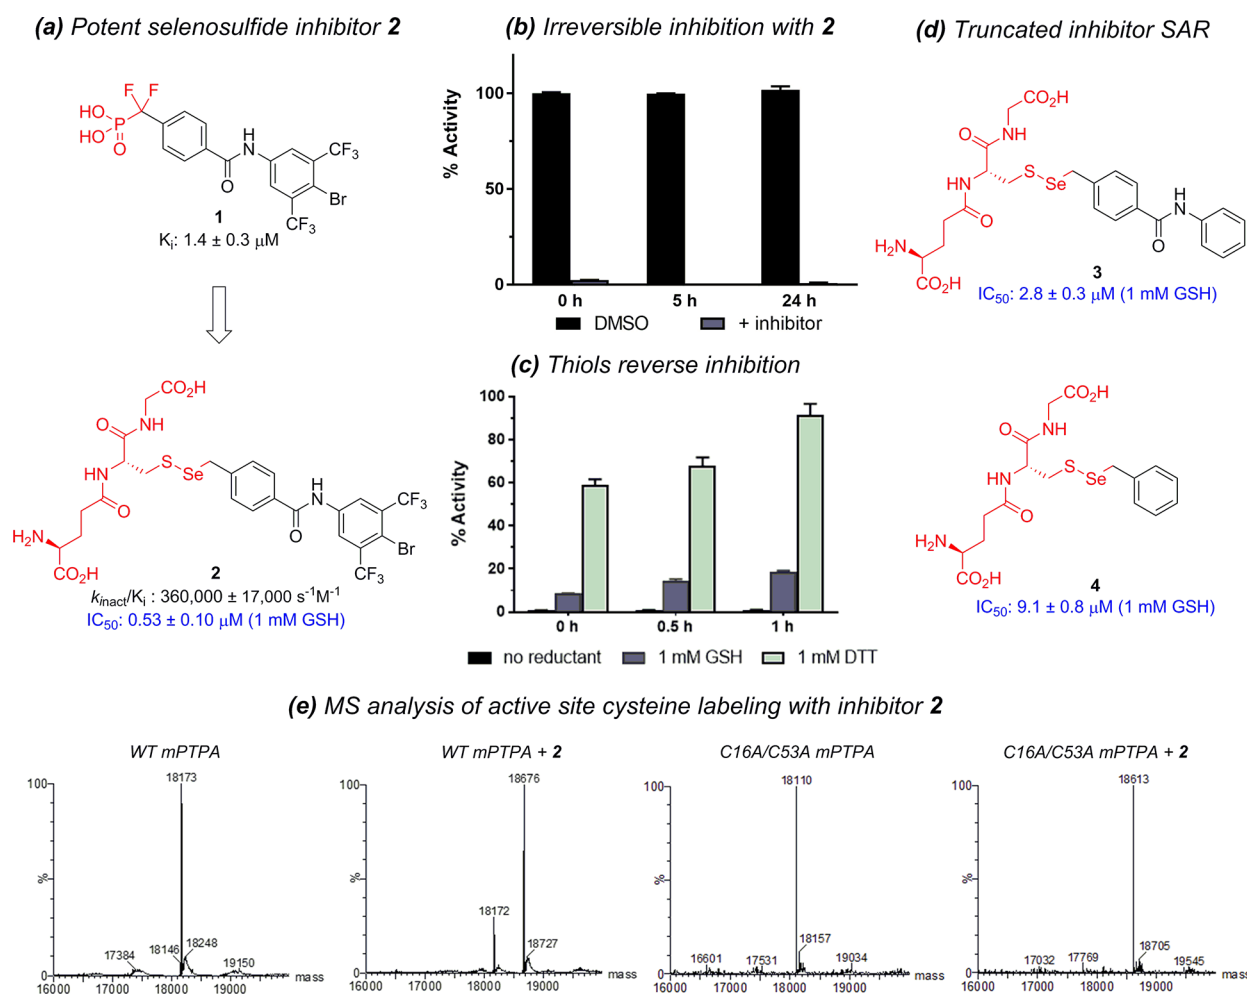 (a) Potent selenosulfide inhibitor 2
F F
HO
HO
P
O
O
H
N
CF3
Br
CF3
1
Ki: 1.4 ± 0.3 μM
CO2H
O
NH
HN
S
Se
O
H2N
CO2H
O
H
N
CF3
Br
CF3
2
kinact/Ki : 360,000 ± 17,000 s-1M-1
IC50: 0.53 ± 0.10 μM (1 mM GSH)
(b) Irreversible inhibition with 2
% Activity
100
50
0
0 h 5 h 24 h
DMSO + inhibitor
(c) Thiols reverse inhibition
% Activity
100
80
60
40
20
0
0 h 0.5 h 1 h
no reductant 1 mM GSH 1 mM DTT
(d) Truncated inhibitor SAR
CO2H
O
NH
HN
S
Se
O
H2N
CO2H
O
H
N
3
IC50: 2.8 ± 0.3 μM (1 mM GSH)
CO2H
O
NH
HN
S
Se
O
H2N
CO2H
4
IC50: 9.1 ± 0.8 μM (1 mM GSH)
(e) MS analysis of active site cysteine labeling with inhibitor 2
WT mPTPA
100
%
0
18173
17384
18146
18248
19150
mass
16000 17000 18000 19000
WT mPTPA + 2
100
%
0
18676
18172
18727
mass
16000 17000 18000 19000
C16A/C53A mPTPA
100
%
0
18110
16601
17531
18157
19034
mass
16000 17000 18000 19000
C16A/C53A mPTPA + 2
100
%
0
18613
17032
17769
18705
19545
mass
16000 17000 18000 19000